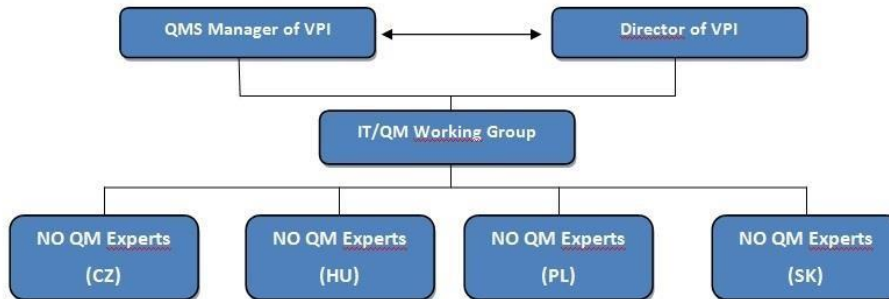 QMS Manager of VPI
Director of VPI
IT/QM Working Group
NO QM Experts
(CZ)
NO QM Experts
(HU)
NO QM Experts
(PL)
NO QM Experts
(SK)